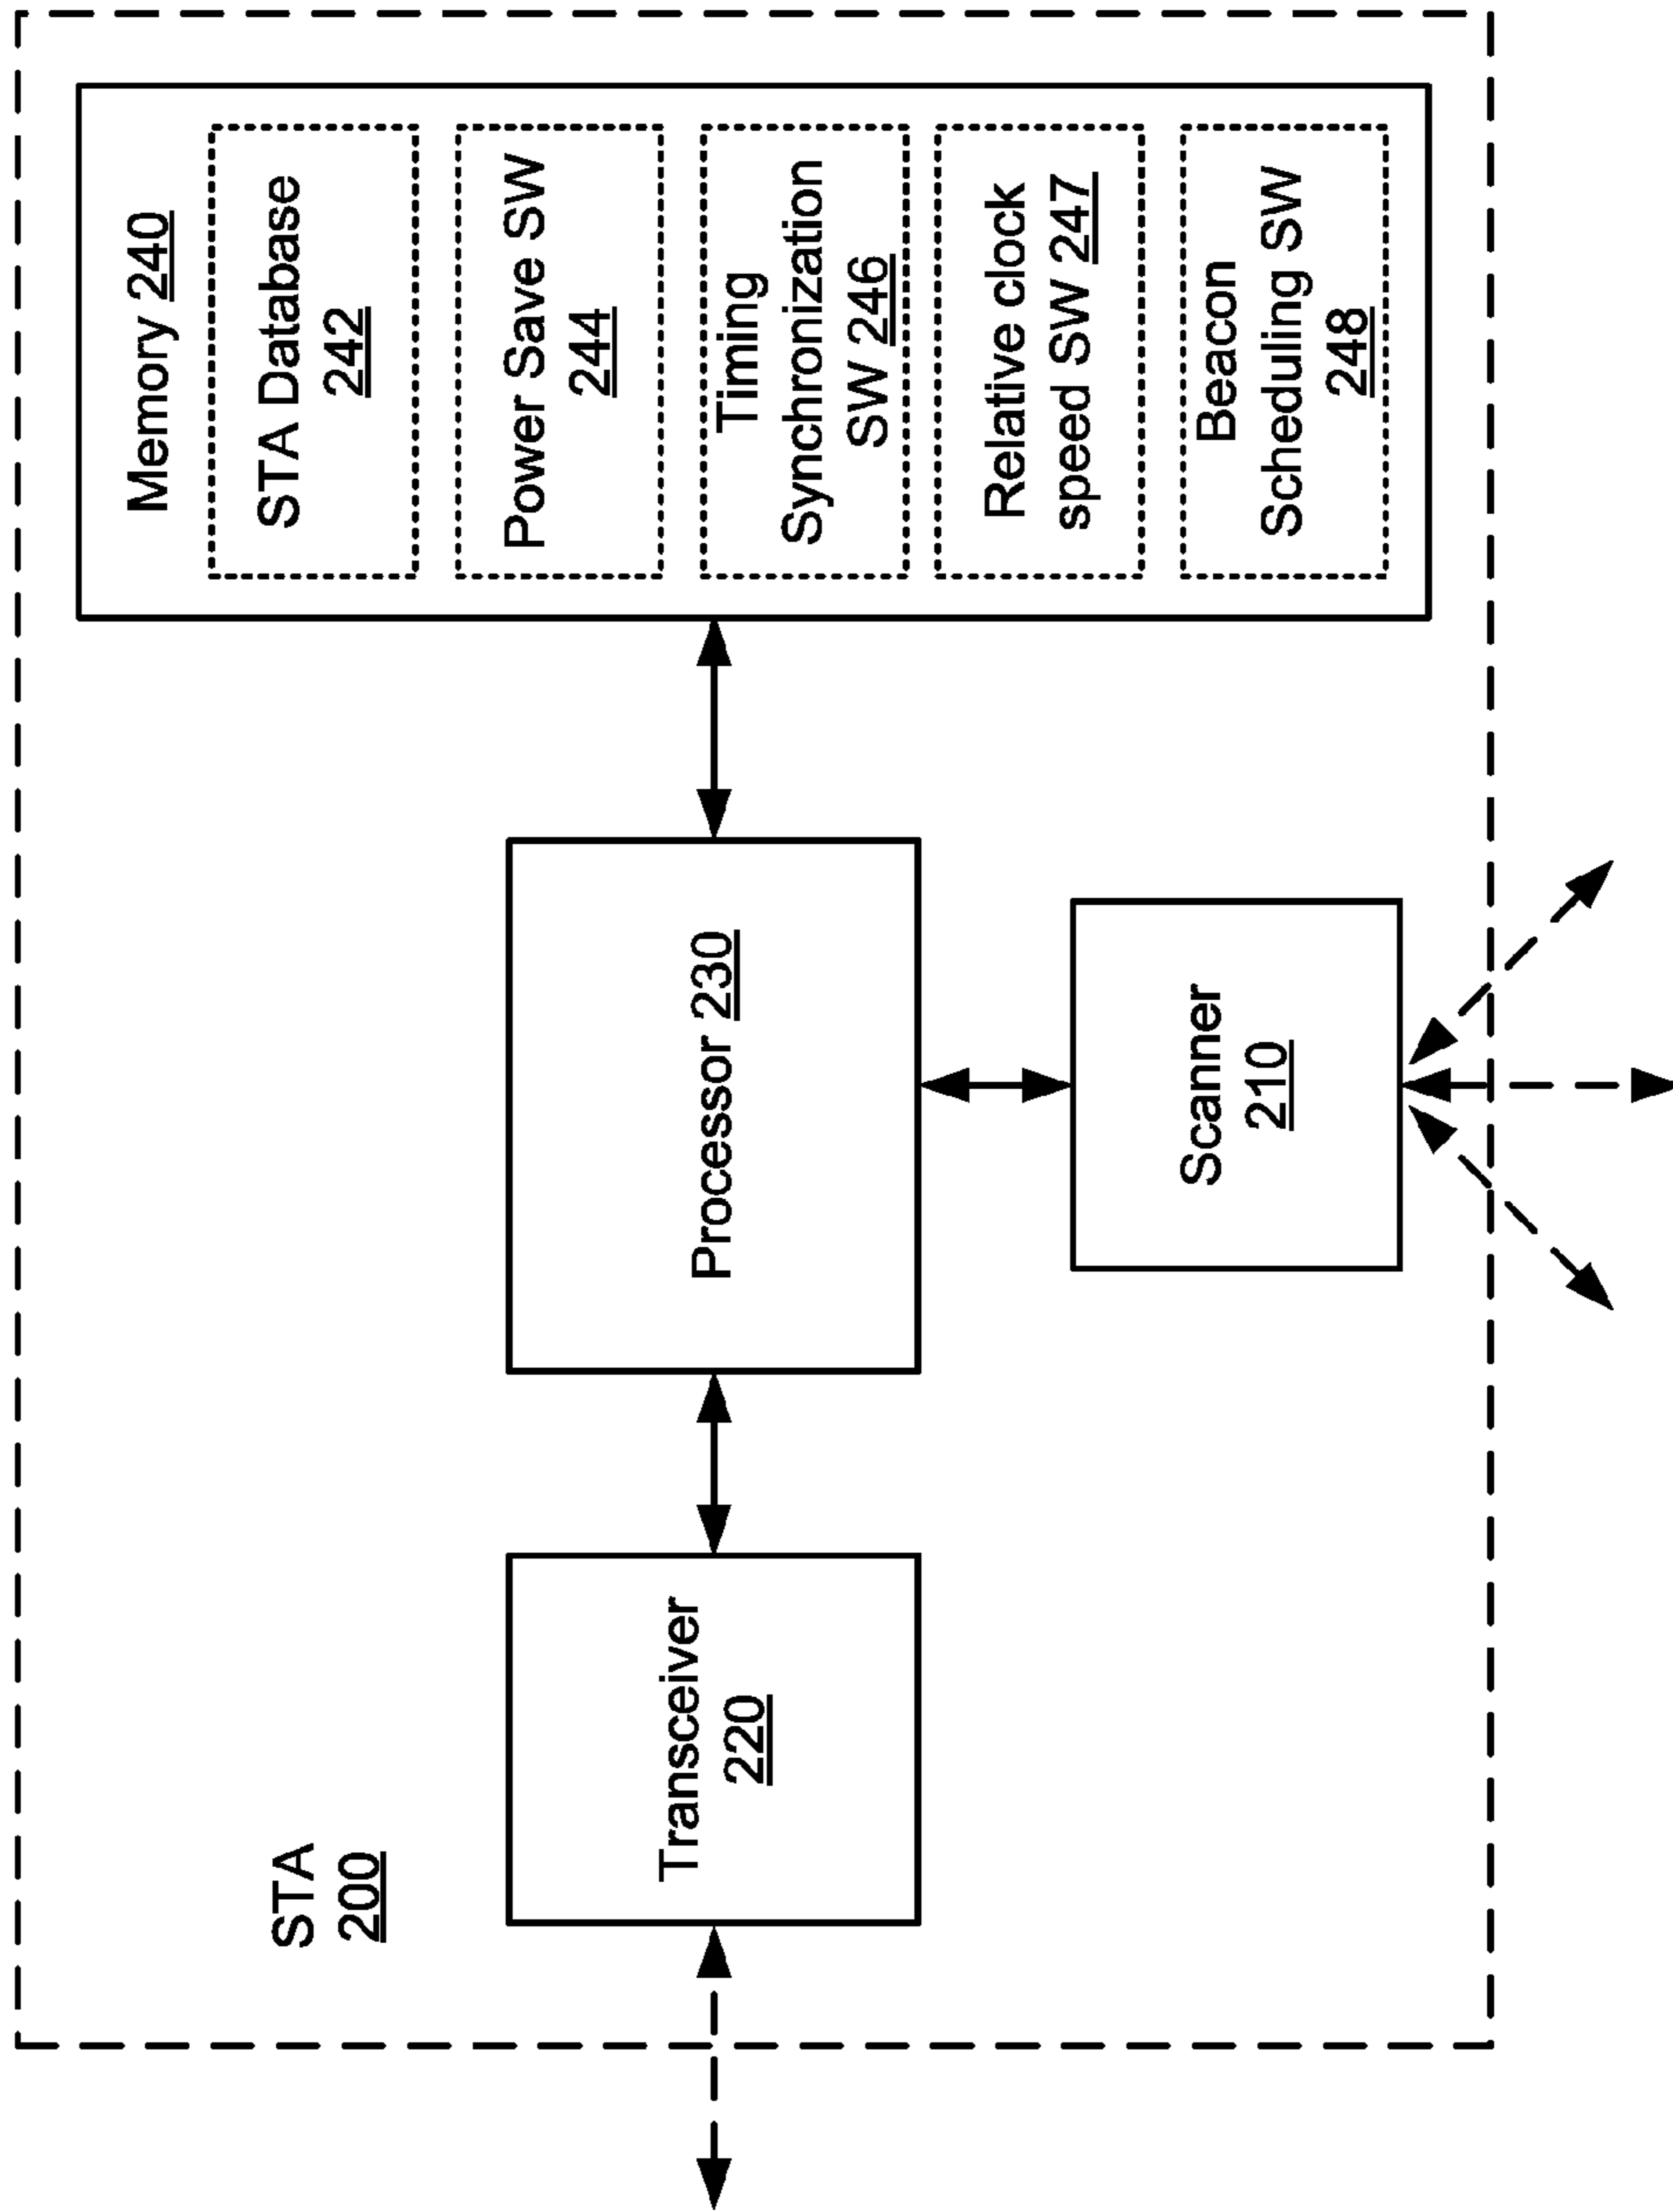 STA
200
Transceiver
220
Processor 230
Scanner
210
Memory 240
STA Database
242
Power Save SW
244
Timing
Synchronization
SW 246
Relative clock
speed SW 247
Beacon
Scheduling SW
248